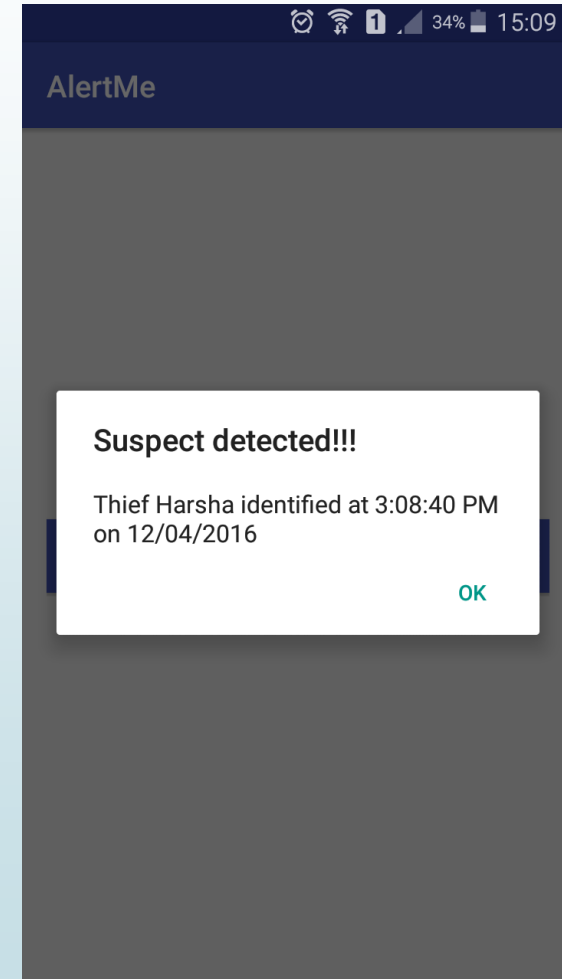 1 34% 15:09
AlertMe
Suspect detected!!!
Thief Harsha identified at 3:08:40 PM
on 12/04/2016
OK